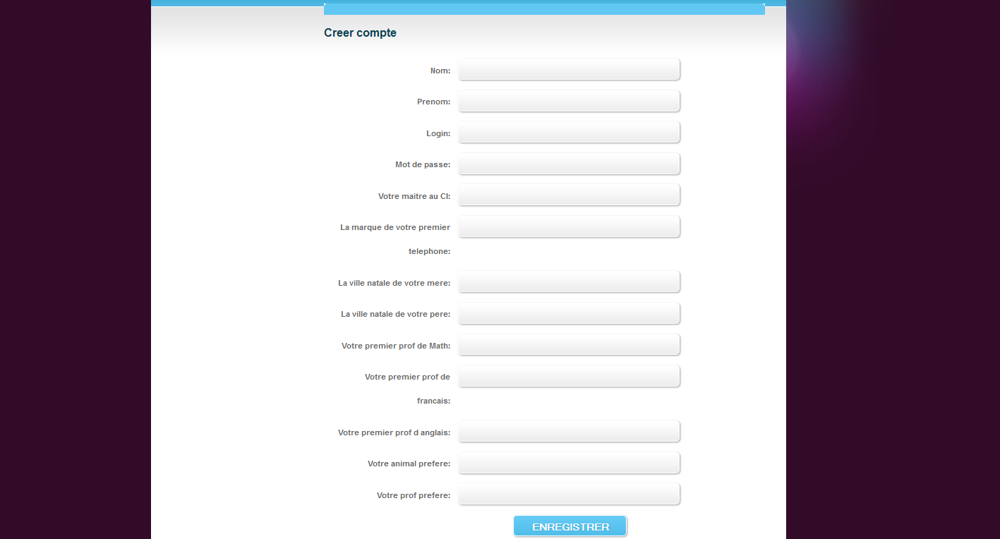 Creer compte
Nom:
Prenom:
Login:
Mot de passe:
Votre maitre au CI:
La marque de votre premier
telephone:
La ville natale de votre mere:
La ville natale de votre pere:
Votre premier prof de Math:
Votre premier prof de
francais:
Votre premier prof d anglais:
Votre animal prefere:
Votre prof prefere:
ENREGISTRER